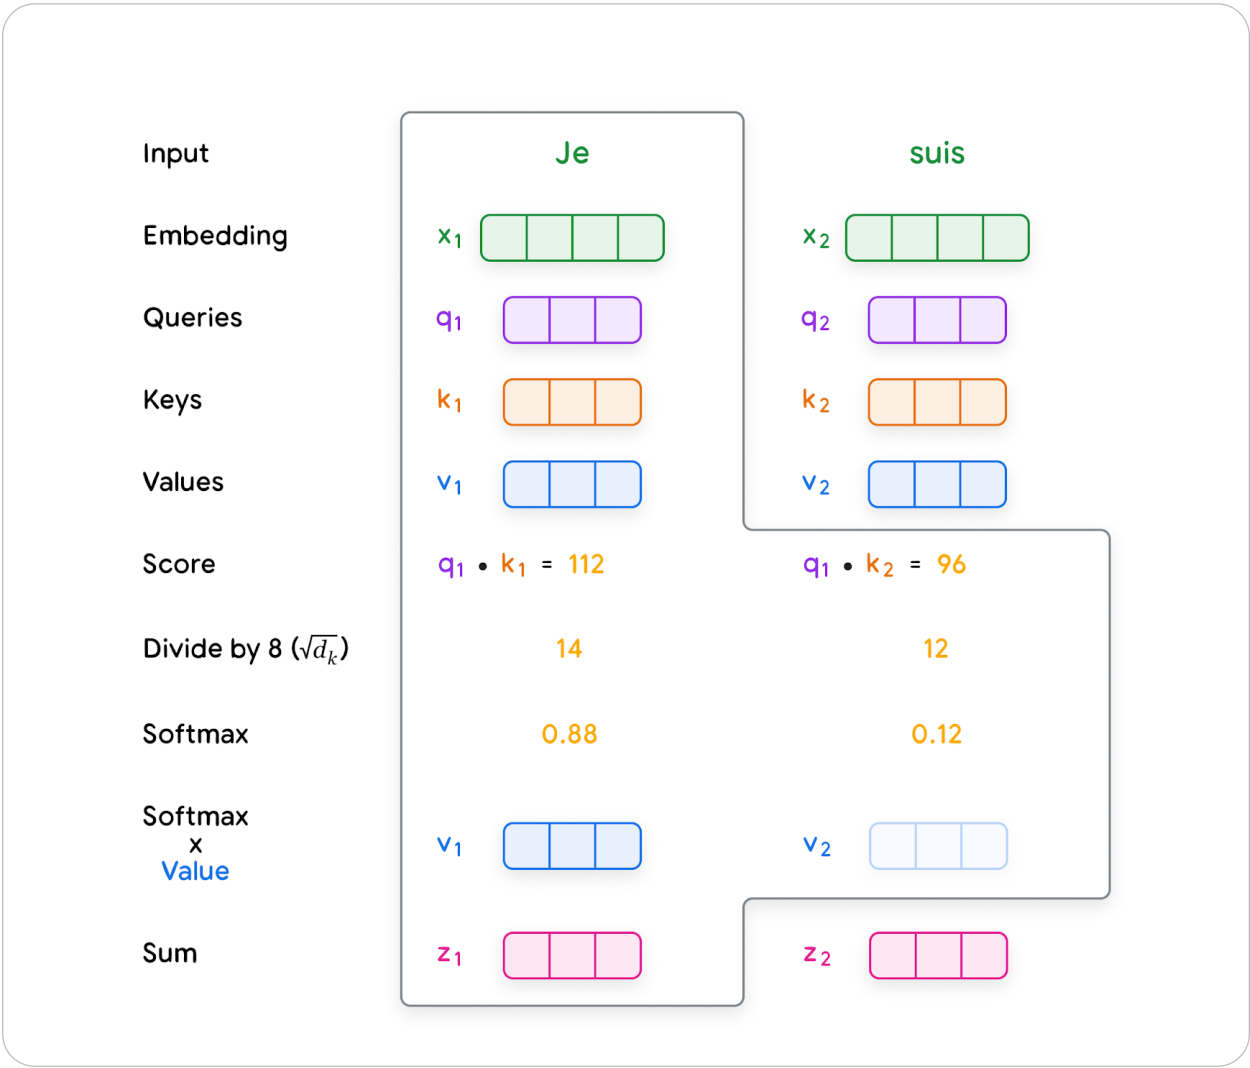 Input Je suis
Embedding x1 x2
Queries q1 q2
Keys k1 k2
Values v1 v2
Score q1 • k1 = 112 q1 • k2 = 96
Divide by 8 (√dk) 14 12
Softmax 0.88 0.12
Softmax
x
Value v1 v2
Sum z1 z2